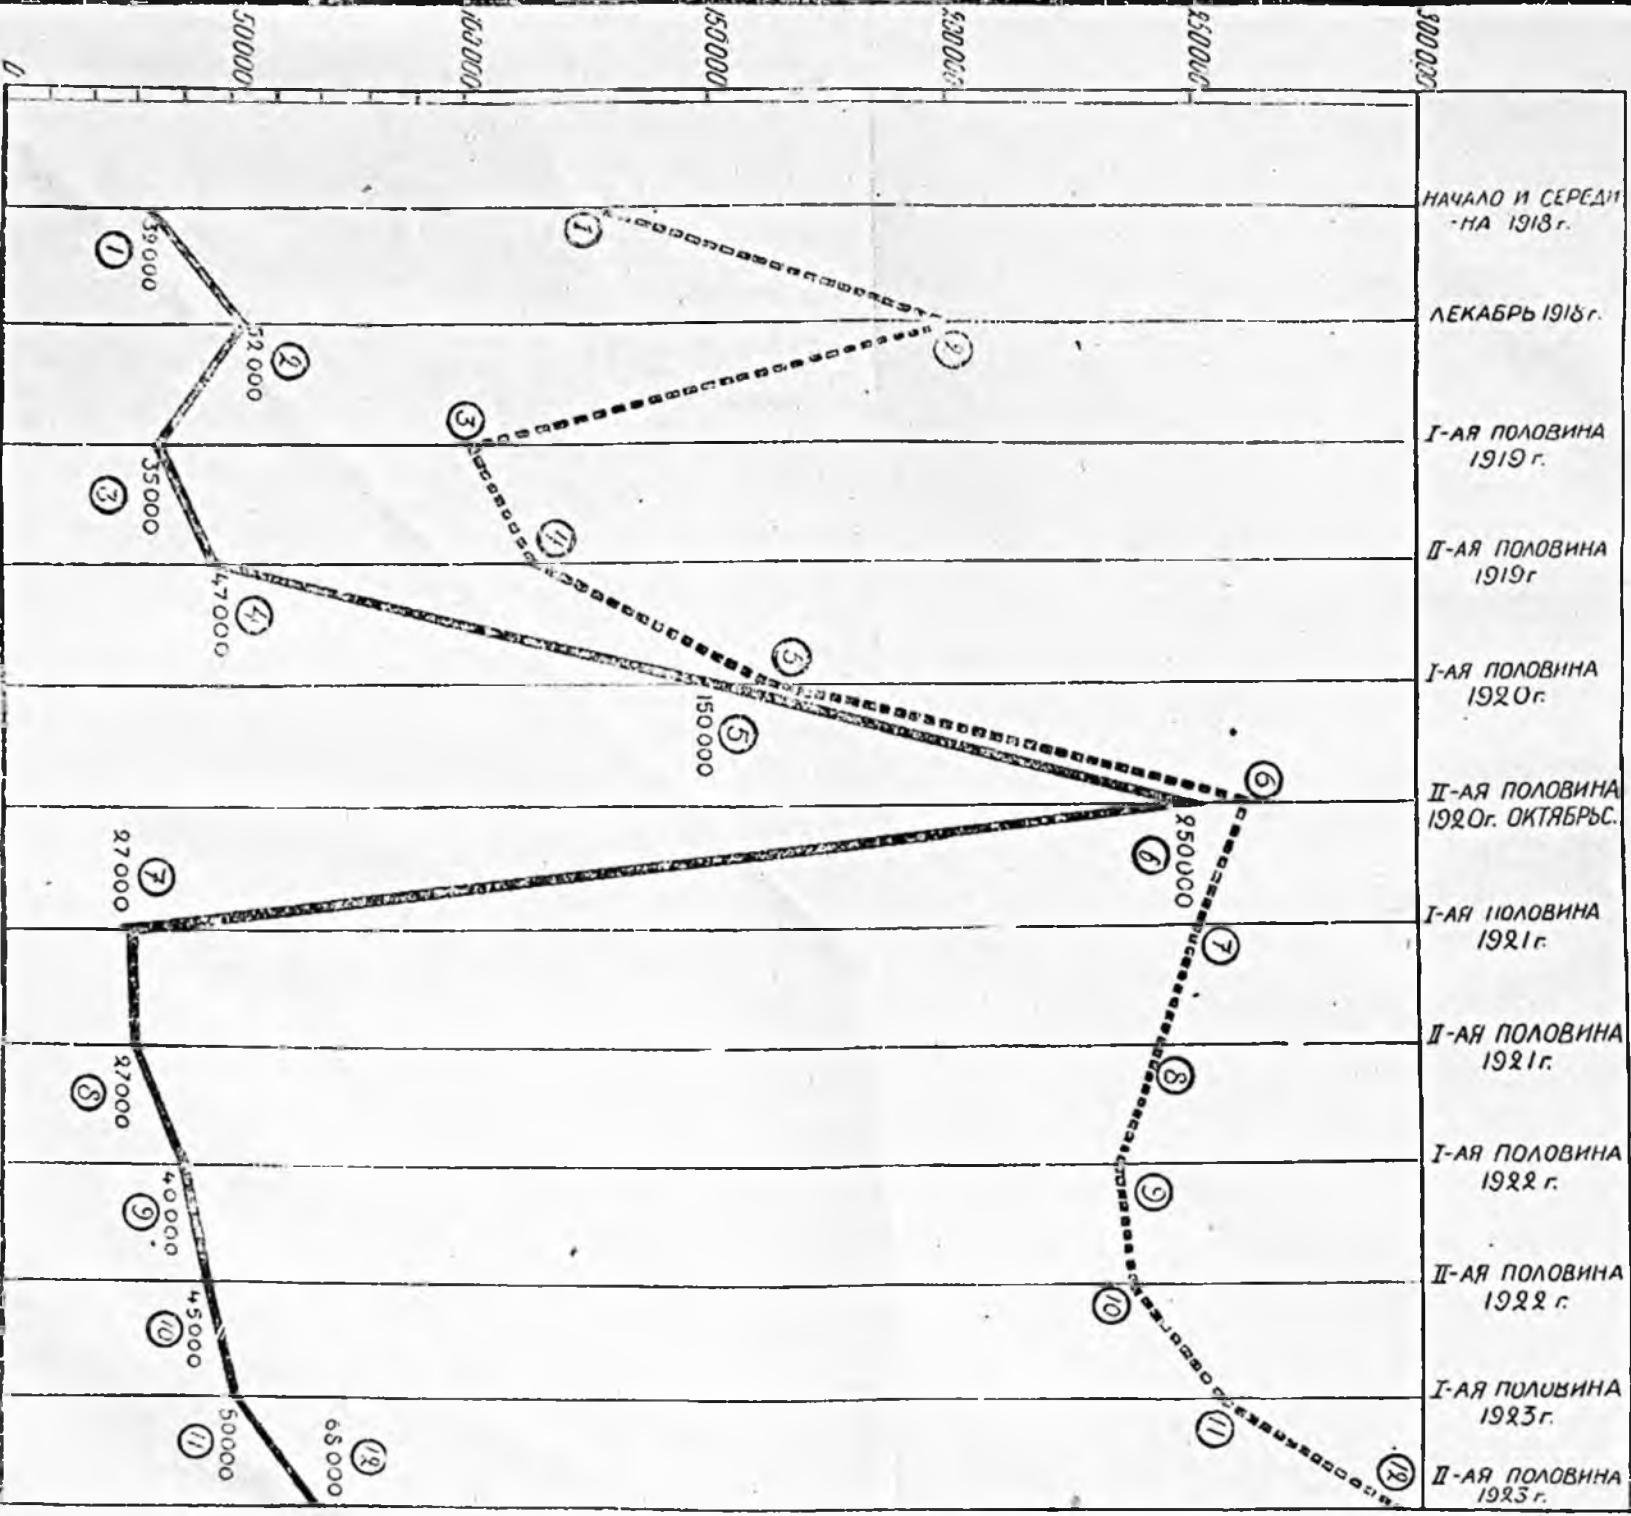 0
50000
100000
150000
200000
250000
300000
НАЧАЛО И СЕРЕДИ
-НА 1918 г.
ДЕКАБРЬ 1918 г.
I-АЯ ПОЛОВИНА
1919 г.
II-АЯ ПОЛОВИНА
1919 г
I-АЯ ПОЛОВИНА
1920 г.
II-АЯ ПОЛОВИНА
1920 г. ОКТЯБРЬС.
I-АЯ ПОЛОВИНА
1921 г.
II-АЯ ПОЛОВИНА
1921 г.
I-АЯ ПОЛОВИНА
1922 г.
II-АЯ ПОЛОВИНА
1922 г.
I-АЯ ПОЛОВИНА
1923 г.
II-АЯ ПОЛОВИНА
1923 г.
1
2
3
4
5
6
7
8
9
10
11
12
39000
1
52000
2
35000
3
47000
4
150000
5
250000
6
27000
7
27000
8
40000
9
45000
10
50000
11
65000
12